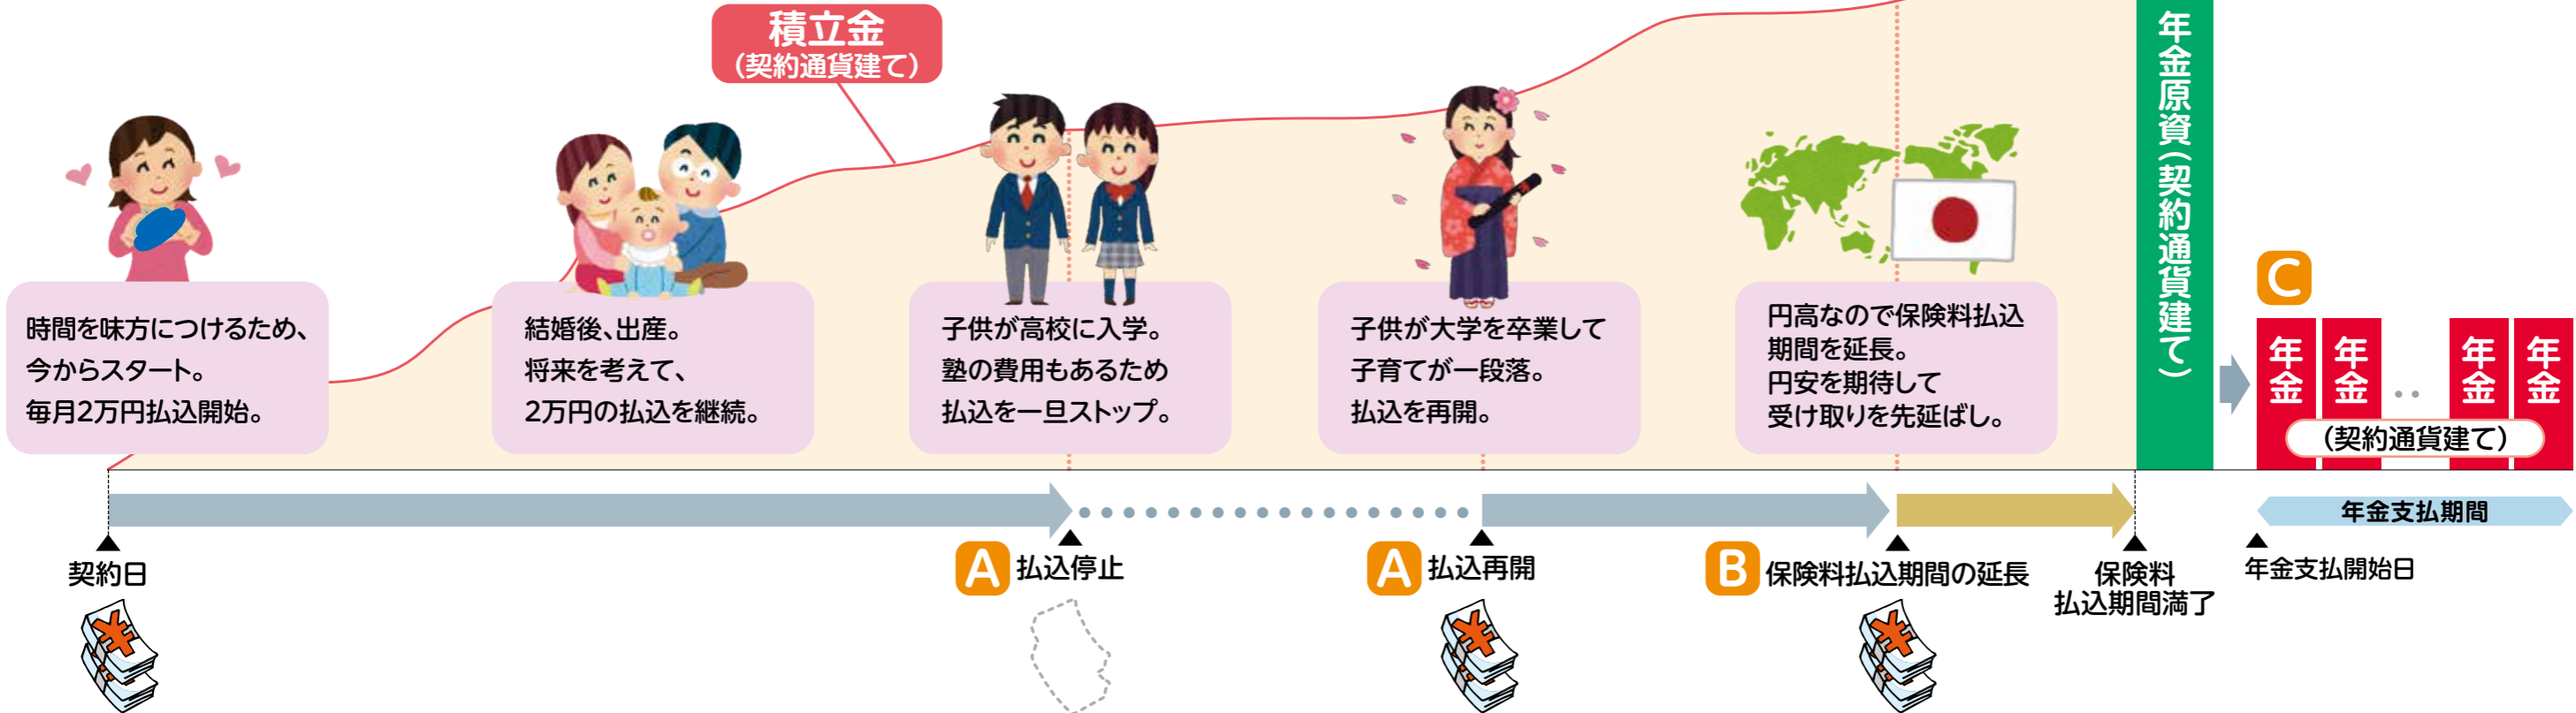 積立金
（契約通貨建て）
時間を味方につけるため、
今からスタート。
毎月2万円払込開始。
結婚後、出産。
将来を考えて、
2万円の払込を継続。
子供が高校に入学。
塾の費用もあるため
払込を一旦ストップ。
子供が大学を卒業して
子育てが一段落。
払込を再開。
円高なので保険料払込
期間を延長。
円安を期待して
受け取りを先延ばし。
年金原資（契約通貨建て）
C
年金
年金
‥
年金
年金
（契約通貨建て）
年金支払期間
契約日
A 払込停止
A 払込再開
B 保険料払込期間の延長
保険料
払込期間満了
年金支払開始日
¥
¥
¥